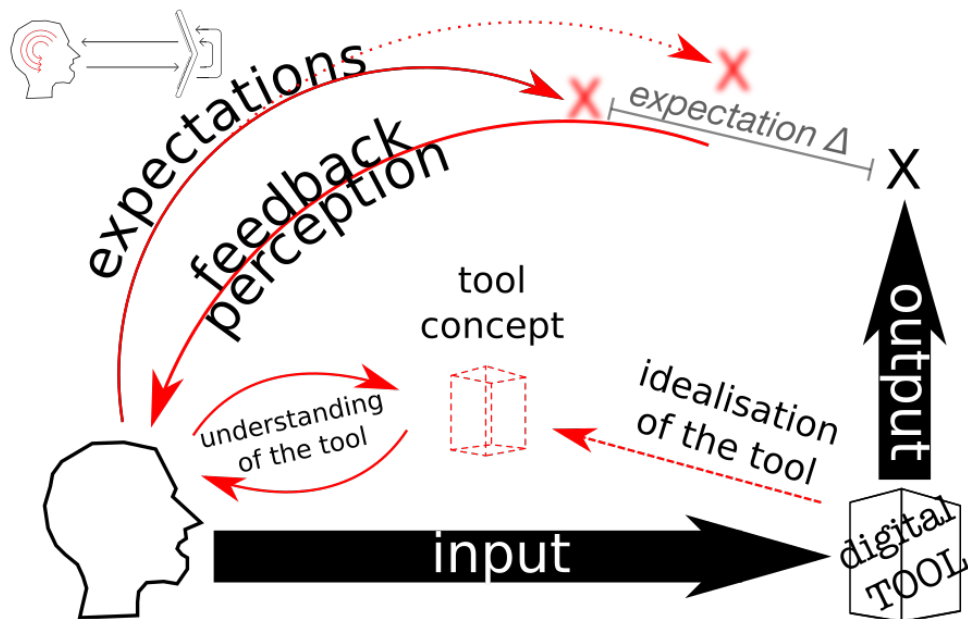 expectations
X
X
expectation Δ
X
feedback
perception
tool
concept
understanding
of the tool
idealisation
of the tool
output
input
digital
TOOL